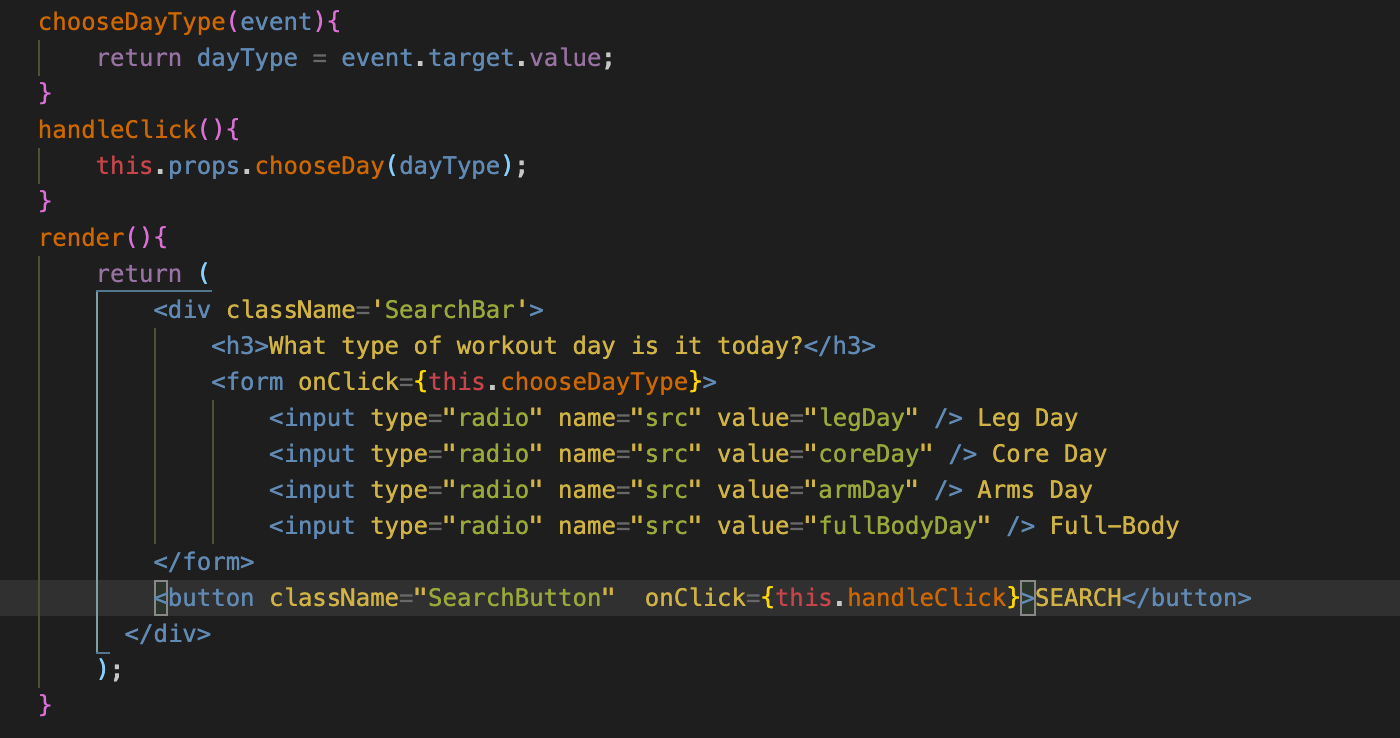 chooseDayType(event){
    return dayType = event.target.value;
}
handleClick(){
    this.props.chooseDay(dayType);
}
render(){
    return (
        <div className='SearchBar'>
            <h3>What type of workout day is it today?</h3>
            <form onClick={this.chooseDayType}>
                <input type="radio" name="src" value="legDay" /> Leg Day
                <input type="radio" name="src" value="coreDay" /> Core Day
                <input type="radio" name="src" value="armDay" /> Arms Day
                <input type="radio" name="src" value="fullBodyDay" /> Full-Body
        </form>
        <button className="SearchButton"  onClick={this.handleClick}>SEARCH</button>
      </div>
    );
}